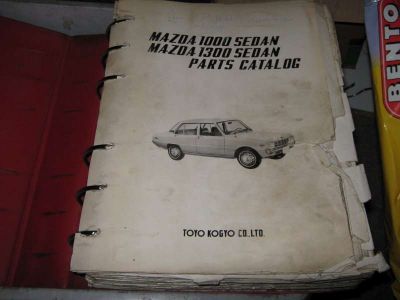 MAZDA 1000 SEDAN
MAZDA 1300 SEDAN
PARTS CATALOG
TOYO KOGYO CO., LTD.
BENTO